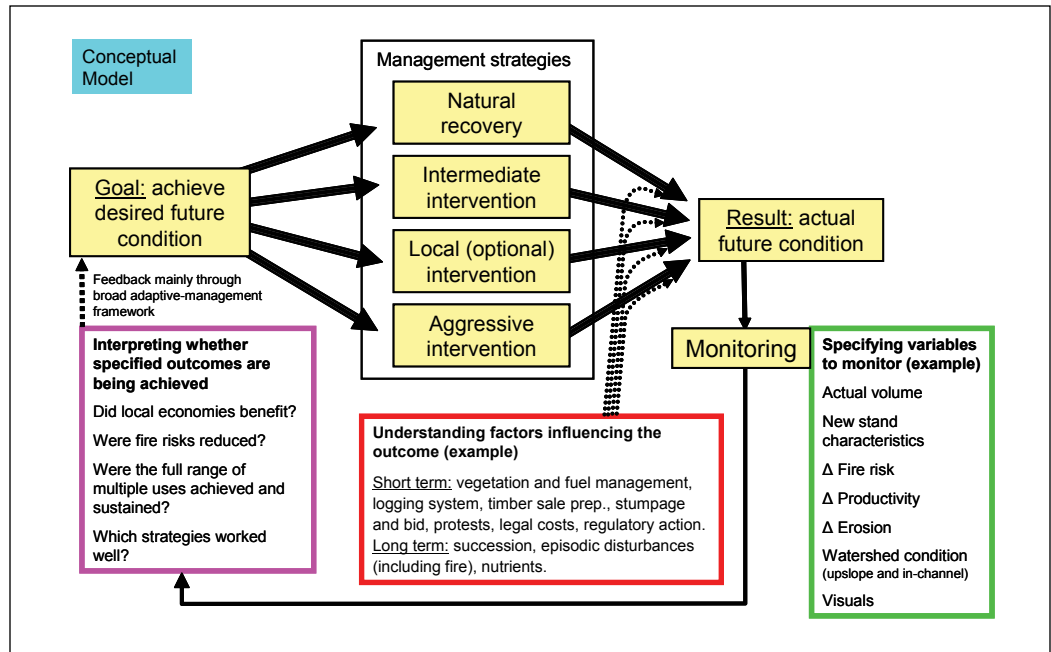 Conceptual
Model
Management strategies
Natural
recovery
Intermediate
intervention
Local (optional)
intervention
Aggressive
intervention
Goal: achieve
desired future
condition
Result: actual
future condition
Feedback mainly through
broad adaptive-management
framework
Monitoring
Interpreting whether
specified outcomes are
being achieved
Did local economies benefit?
Were fire risks reduced?
Were the full range of
multiple uses achieved and
sustained?
Which strategies worked
well?
Understanding factors influencing the
outcome (example)
Short term: vegetation and fuel management,
logging system, timber sale prep., stumpage
and bid, protests, legal costs, regulatory action.
Long term: succession, episodic disturbances
(including fire), nutrients.
Specifying variables
to monitor (example)
Actual volume
New stand
characteristics
Δ Fire risk
Δ Productivity
Δ Erosion
Watershed condition
(upslope and in-channel)
Visuals